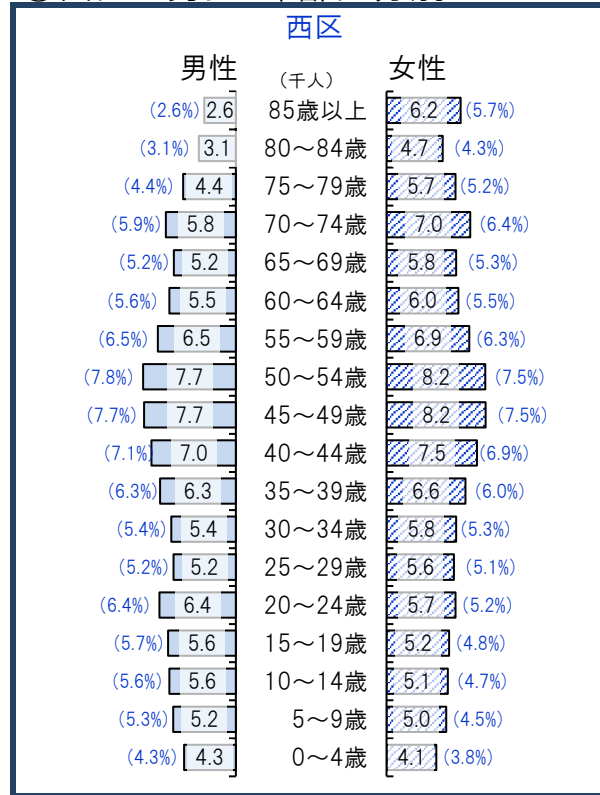 西区
男性 (千人) 女性
(2.6%) 2.6 85歳以上 6.2 (5.7%)
(3.1%) 3.1 80～84歳 4.7 (4.3%)
(4.4%) 4.4 75～79歳 5.7 (5.2%)
(5.9%) 5.8 70～74歳 7.0 (6.4%)
(5.2%) 5.2 65～69歳 5.8 (5.3%)
(5.6%) 5.5 60～64歳 6.0 (5.5%)
(6.5%) 6.5 55～59歳 6.9 (6.3%)
(7.8%) 7.7 50～54歳 8.2 (7.5%)
(7.7%) 7.7 45～49歳 8.2 (7.5%)
(7.1%) 7.0 40～44歳 7.5 (6.9%)
(6.3%) 6.3 35～39歳 6.6 (6.0%)
(5.4%) 5.4 30～34歳 5.8 (5.3%)
(5.2%) 5.2 25～29歳 5.6 (5.1%)
(6.4%) 6.4 20～24歳 5.7 (5.2%)
(5.7%) 5.6 15～19歳 5.2 (4.8%)
(5.6%) 5.6 10～14歳 5.1 (4.7%)
(5.3%) 5.2 5～9歳 5.0 (4.5%)
(4.3%) 4.3 0～4歳 4.1 (3.8%)